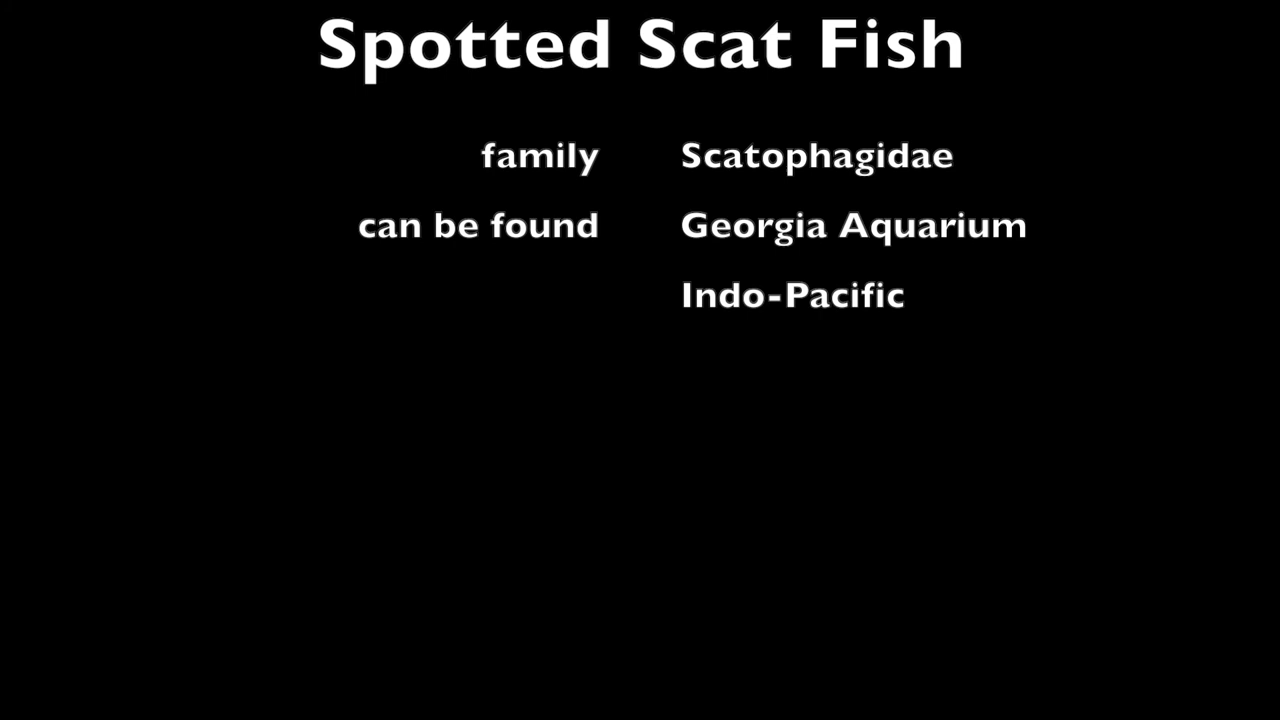 Spotted Scat Fish
family Scatophagidae
can be found Georgia Aquarium
Indo-Pacific